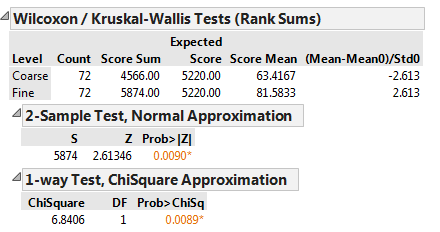 Wilcoxon / Kruskal-Wallis Tests (Rank Sums)
Expected
Level Count Score Sum Score Score Mean (Mean-Mean0)/Std0
Coarse 72 4566.00 5220.00 63.4167 -2.613
Fine 72 5874.00 5220.00 81.5833 2.613
2-Sample Test, Normal Approximation
S Z Prob>|Z|
5874 2.61346 0.0090*
1-way Test, ChiSquare Approximation
ChiSquare DF Prob>ChiSq
6.8406 1 0.0089*